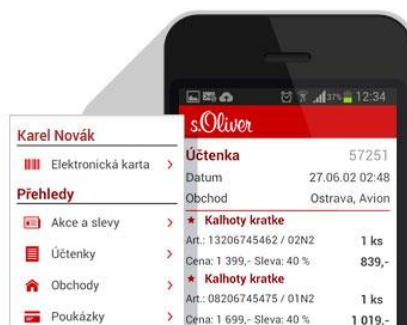 37% 12:34
s.Oliver
Karel Novák
Elektronická karta
Přehledy
Akce a slevy
Účtenky
Obchody
Poukázky
Účtenka 57251
Datum 27.06.02 02:48
Obchod Ostrava, Avion
Kalhoty kratke
Art.: 13206745462 / 02N2 1 ks
Cena: 1 399,- Sleva: 40 % 839,-
Kalhoty kratke
Art.: 08206745475 / 01N2 1 ks
Cena: 1 699,- Sleva: 40 % 1 019,-